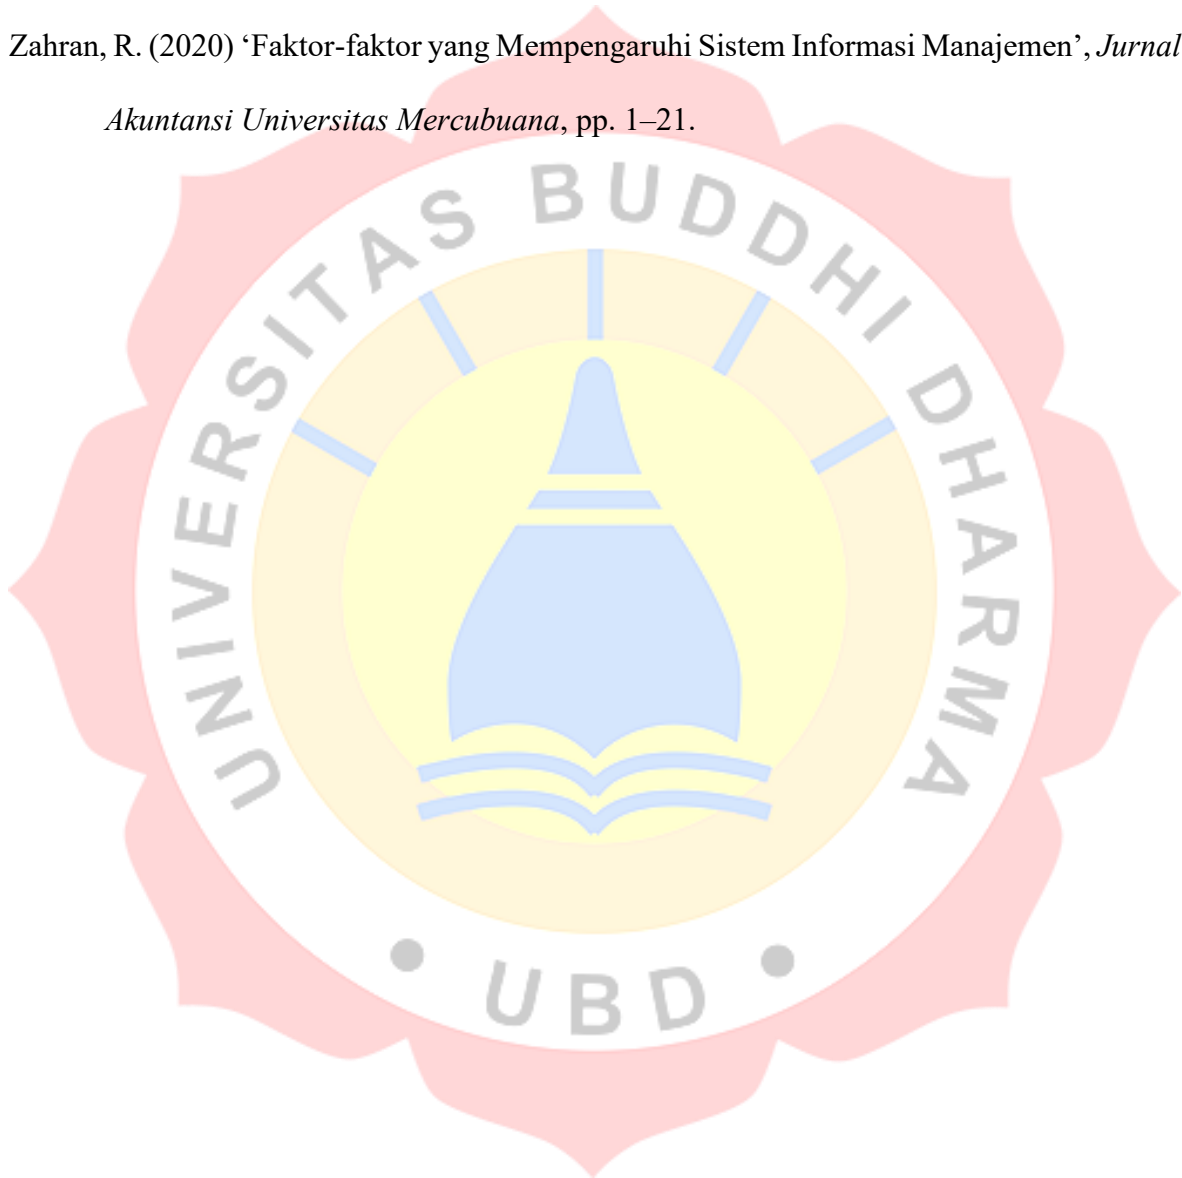 Zahran, R. (2020) ‘Faktor-faktor yang Mempengaruhi Sistem Informasi Manajemen’, Jurnal
Akuntansi Universitas Mercubuana, pp. 1–21.
UNIVERSITAS BUDDHI DHARMA
• UBD •